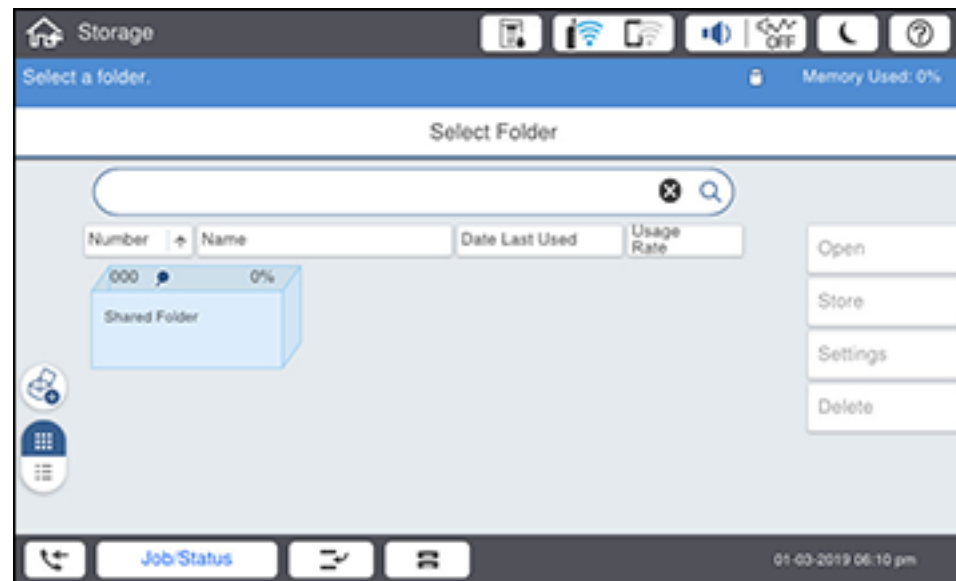 Storage
OFF
Select a folder.
Memory Used: 0%
Select Folder
Number
Name
Date Last Used
Usage
Rate
000
0%
Shared Folder
Open
Store
Settings
Delete
Job/Status
01-03-2019 06:10 pm